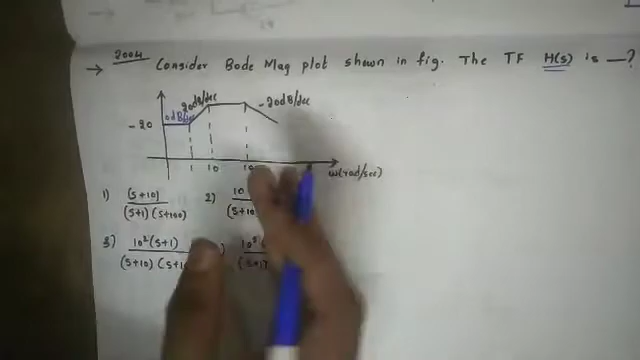 → 2004 Consider Bode Mag plot shown in fig. The TF H(s) is — ?
0dB/dec 20dB/dec -20dB/dec
-20
1 10
ω(rad/sec)
1) (s+10) / (s+1)(s+100) 2) 10
(s+10
3) 10²(s+1) / (s+10)(s+1